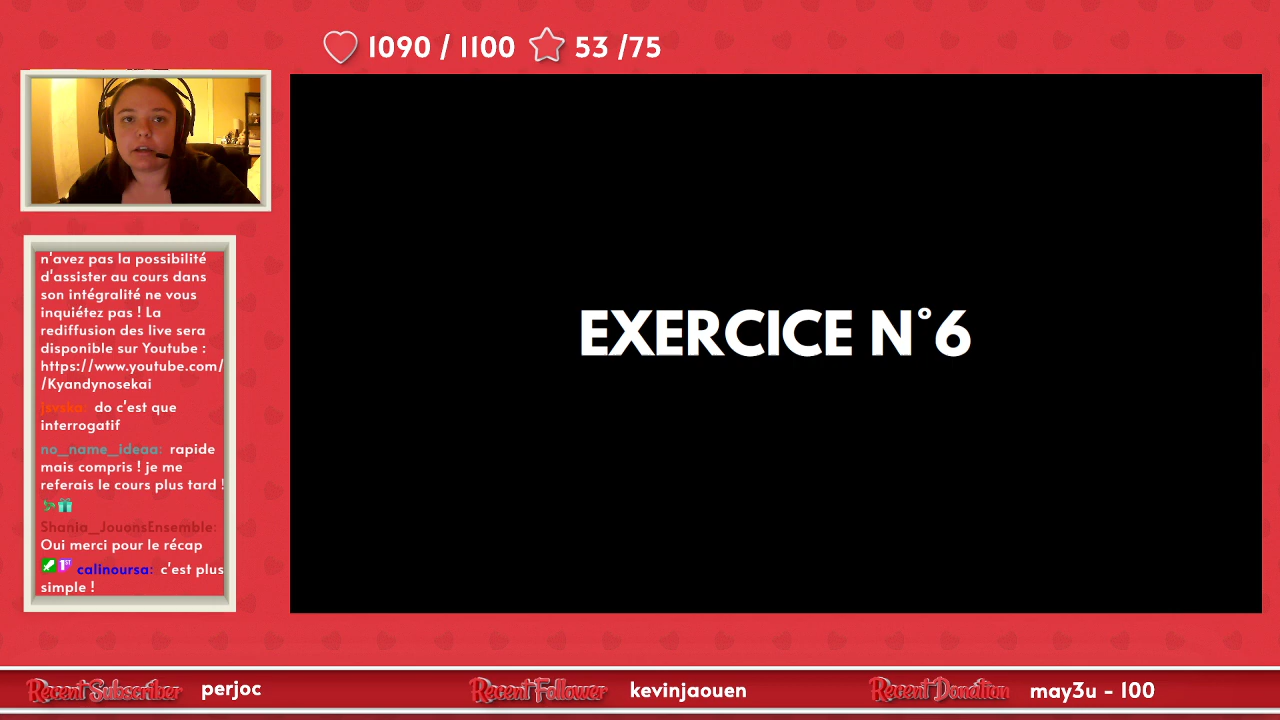 1090 / 1100 53 /75
n'avez pas la possibilité
d'assister au cours dans
son intégralité ne vous
inquiétez pas ! La
rediffusion des live sera
disponible sur Youtube :
https://www.youtube.com/
/Kyandynosekai
jsvska: do c'est que
interrogatif
no_name_ideaa: rapide
mais compris ! je me
referais le cours plus tard !
Shania_JouonsEnsemble:
Oui merci pour le récap
1ST calinoursa: c'est plus
simple !
EXERCICE N°6
Recent Subscriber perjoc
Recent Follower kevinjaouen
Recent Donation may3u - 100